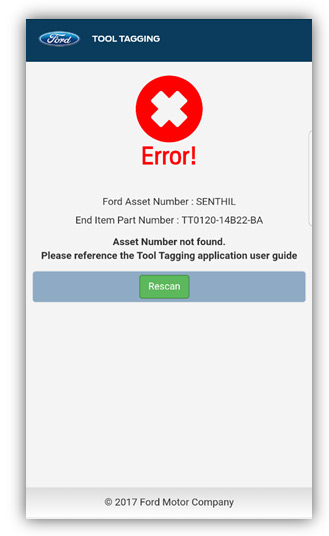 Ford TOOL TAGGING
Error!
Ford Asset Number : SENTHIL
End Item Part Number : TT0120-14B22-BA
Asset Number not found.
Please reference the Tool Tagging application user guide
Rescan
© 2017 Ford Motor Company